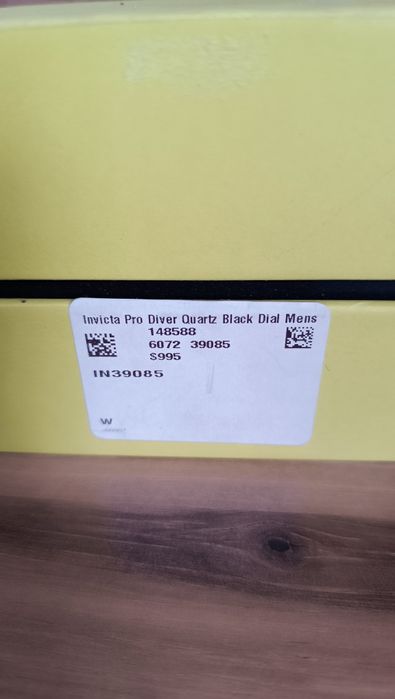 Invicta Pro Diver Quartz Black Dial Mens
148588
6072 39085
$995
IN39085
W